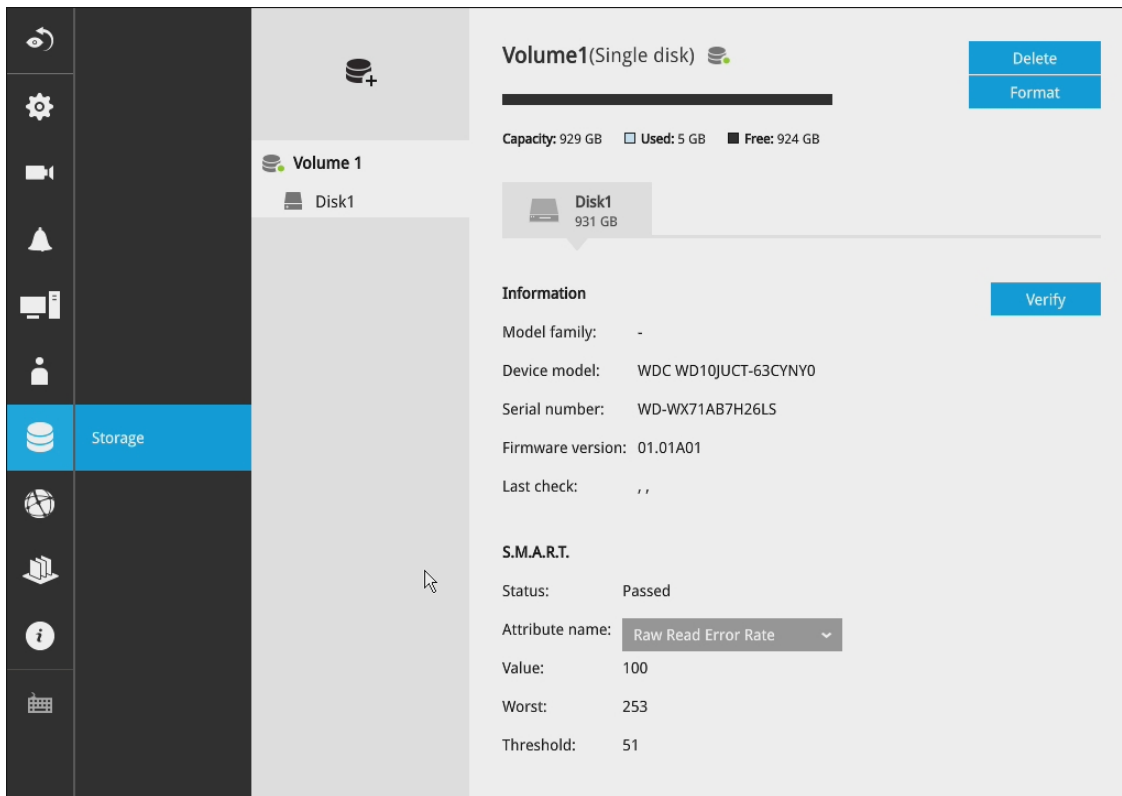 Storage
Volume 1
Disk1
Volume1(Single disk)
Delete
Format
Capacity: 929 GB Used: 5 GB Free: 924 GB
Disk1
931 GB
Information
Verify
Model family: -
Device model: WDC WD10JUCT-63CYNY0
Serial number: WD-WX71AB7H26LS
Firmware version: 01.01A01
Last check: , ,
S.M.A.R.T.
Status: Passed
Attribute name: Raw Read Error Rate
Value: 100
Worst: 253
Threshold: 51